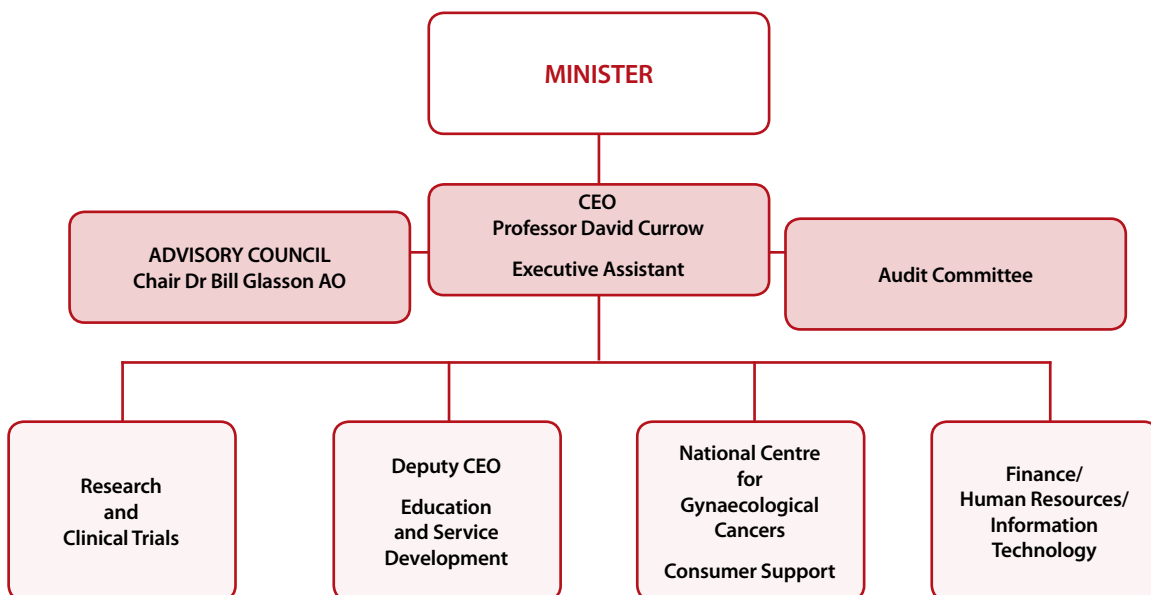 MINISTER
CEO
Professor David Currow
Executive Assistant
ADVISORY COUNCIL
Chair Dr Bill Glasson AO
Audit Committee
Research
and
Clinical Trials
Deputy CEO
Education
and Service
Development
National Centre
for
Gynaecological
Cancers
Consumer Support
Finance/
Human Resources/
Information
Technology